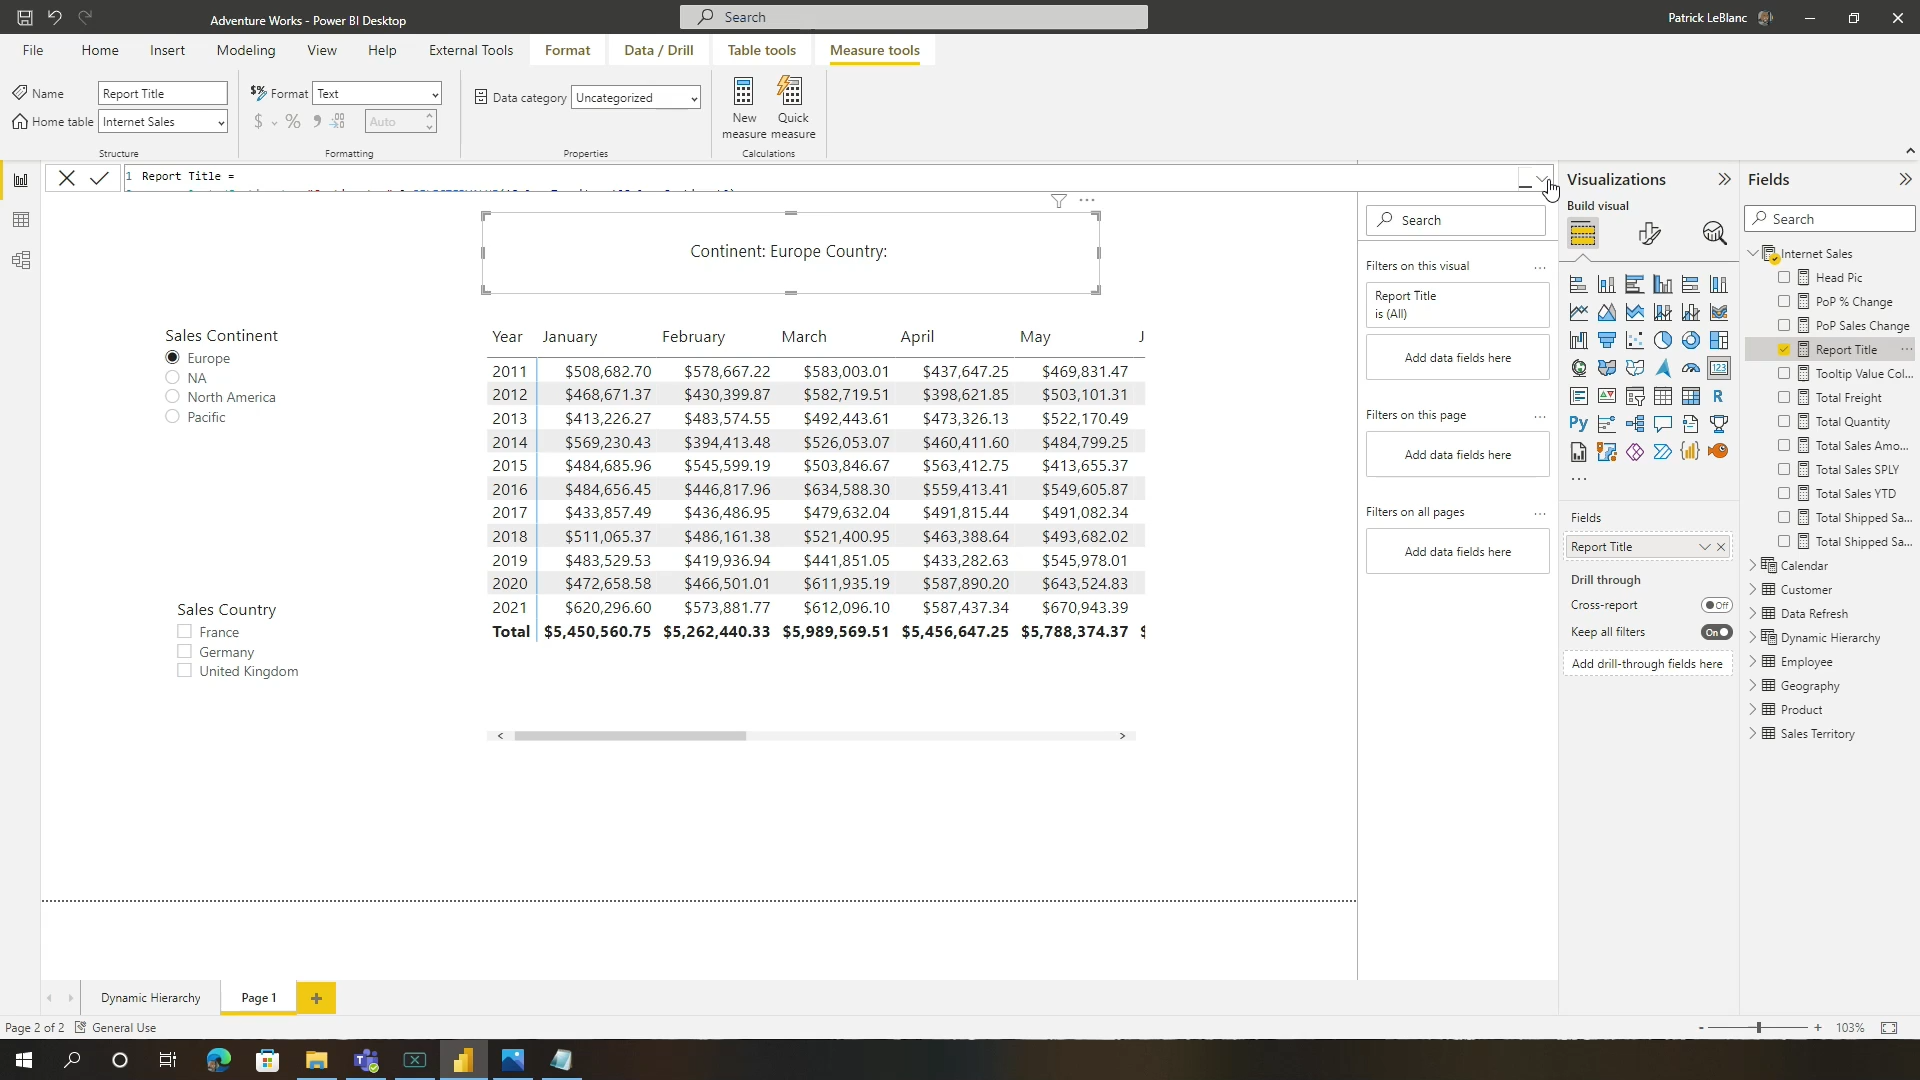 Adventure Works - Power BI Desktop
Search
Patrick LeBlanc
File Home Insert Modeling View Help External Tools Format Data / Drill Table tools Measure tools
Name Report Title
Home table Internet Sales
Structure
Format Text
$ % 9 Auto
Formatting
Data category Uncategorized
Properties
New measure
Quick measure
Calculations
1 Report Title =
Continent: Europe Country:
Sales Continent
Europe
NA
North America
Pacific
Sales Country
France
Germany
United Kingdom
Year January February March April May J
2011 $508,682.70 $578,667.22 $583,003.01 $437,647.25 $469,831.47
2012 $468,671.37 $430,399.87 $582,719.51 $398,621.85 $503,101.31
2013 $413,226.27 $483,574.55 $492,443.61 $473,326.13 $522,170.49
2014 $569,230.43 $394,413.48 $526,053.07 $460,411.60 $484,799.25
2015 $484,685.96 $545,599.19 $503,846.67 $563,412.75 $413,655.37
2016 $484,656.45 $446,817.96 $634,588.30 $559,413.41 $549,605.87
2017 $433,857.49 $436,486.95 $479,632.04 $491,815.44 $491,082.34
2018 $511,065.37 $486,161.38 $521,400.95 $463,388.64 $493,682.02
2019 $483,529.53 $419,936.94 $441,851.05 $433,282.63 $545,978.01
2020 $472,658.58 $466,501.01 $611,935.19 $587,890.20 $643,524.83
2021 $620,296.60 $573,881.77 $612,096.10 $587,437.34 $670,943.39
Total $5,450,560.75 $5,262,440.33 $5,989,569.51 $5,456,647.25 $5,788,374.37 $
Search
Filters on this visual ...
Report Title
is (All)
Add data fields here
Filters on this page ...
Add data fields here
Filters on all pages ...
Add data fields here
Visualizations
Build visual
123
R
Py
...
Fields
Report Title
Drill through
Cross-report Off
Keep all filters On
Add drill-through fields here
Fields
Search
Internet Sales
Head Pic
PoP % Change
PoP Sales Change
Report Title ...
Tooltip Value Col...
Total Freight
Total Quantity
Total Sales Amo...
Total Sales SPLY
Total Sales YTD
Total Shipped Sa...
Total Shipped Sa...
Calendar
Customer
Data Refresh
Dynamic Hierarchy
Employee
Geography
Product
Sales Territory
Dynamic Hierarchy Page 1 +
Page 2 of 2 General Use
- + 103%